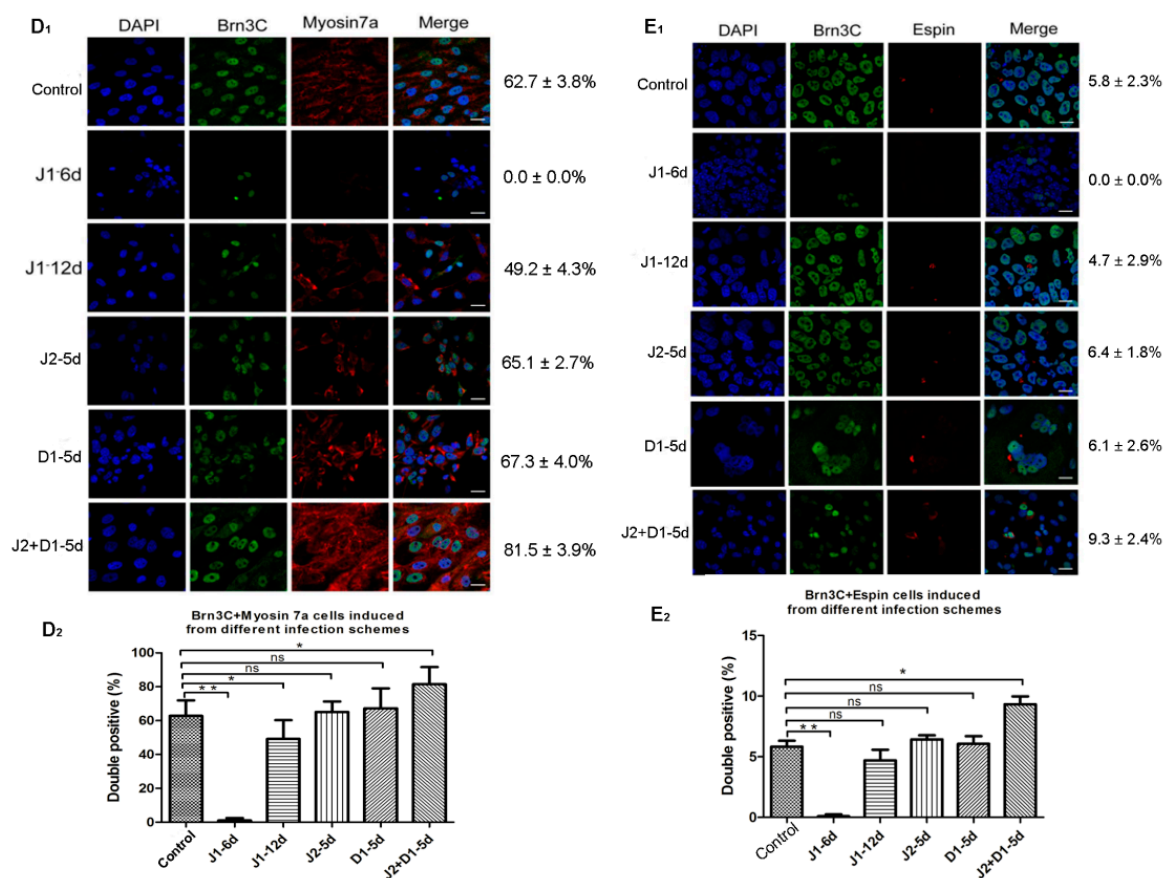 D1
DAPI Brn3C Myosin7a Merge
Control
62.7 ± 3.8%
J1-6d
0.0 ± 0.0%
J1-12d
49.2 ± 4.3%
J2-5d
65.1 ± 2.7%
D1-5d
67.3 ± 4.0%
J2+D1-5d
81.5 ± 3.9%
D2
Brn3C+Myosin 7a cells induced
from different infection schemes
Double positive (%)
100
80
60
40
20
0
*
ns
ns
*
**
Control J1-6d J1-12d J2-5d D1-5d J2+D1-5d
E1
DAPI Brn3C Espin Merge
Control
5.8 ± 2.3%
J1-6d
0.0 ± 0.0%
J1-12d
4.7 ± 2.9%
J2-5d
6.4 ± 1.8%
D1-5d
6.1 ± 2.6%
J2+D1-5d
9.3 ± 2.4%
E2
Brn3C+Espin cells induced
from different infection schemes
Double positive (%)
15
10
5
0
*
ns
ns
ns
**
Control J1-6d J1-12d J2-5d D1-5d J2+D1-5d